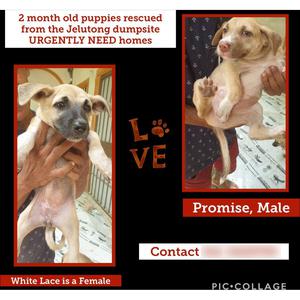 2 month old puppies rescued
from the Jelutong dumpsite
URGENTLY NEED homes
LOVE
Promise, Male
Contact
White Lace is a Female
PIC•COLLAGE